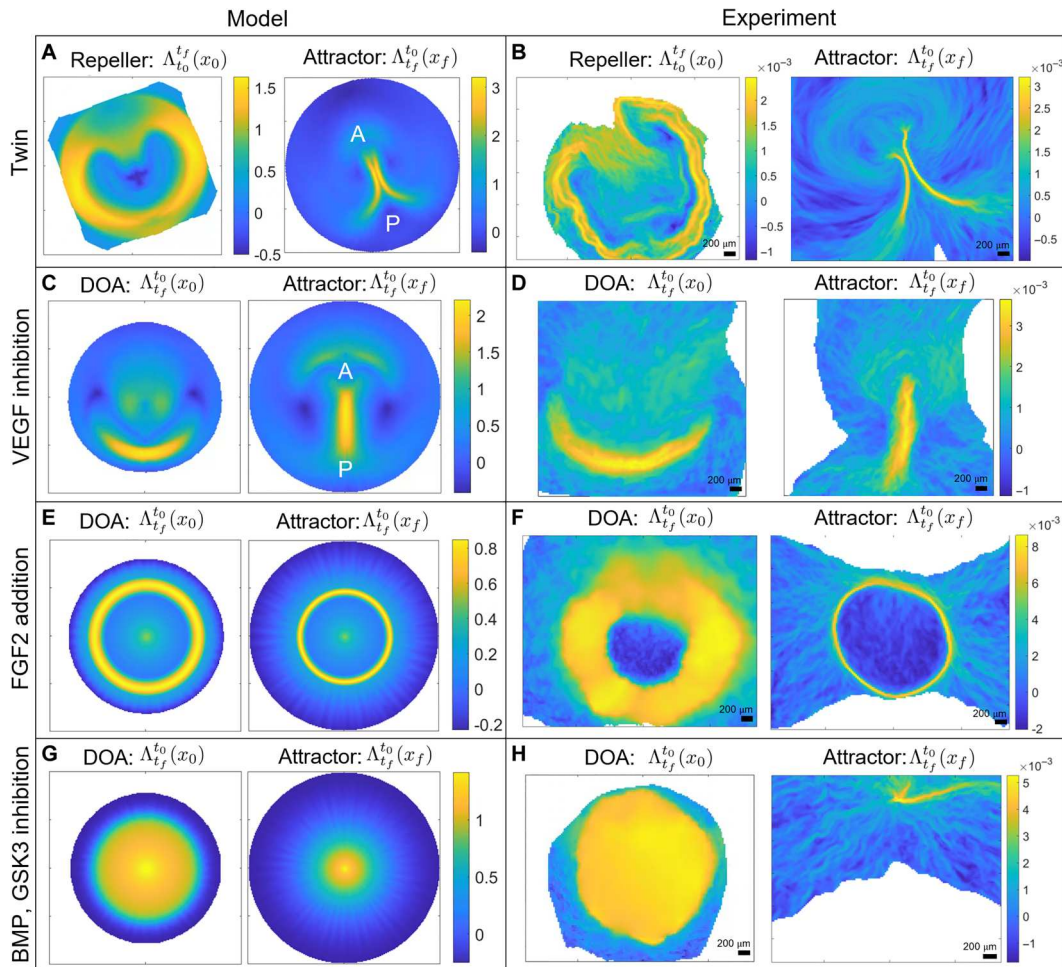 Model
Experiment
Twin
A
Repeller: Λ_{t_0}^{t_f}(x_0)
1.5
1
0.5
0
-0.5
Attractor: Λ_{t_f}^{t_0}(x_f)
A
P
3
2
1
0
B
Repeller: Λ_{t_0}^{t_f}(x_0)
×10⁻³
2
1.5
1
0.5
0
−0.5
−1
200 μm
Attractor: Λ_{t_f}^{t_0}(x_f)
×10⁻³
3
2.5
2
1.5
1
0.5
0
−0.5
200 μm
VEGF inhibition
C
DOA: Λ_{t_f}^{t_0}(x_0)
Attractor: Λ_{t_f}^{t_0}(x_f)
A
P
2
1.5
1
0.5
0
D
DOA: Λ_{t_f}^{t_0}(x_0)
200 μm
Attractor: Λ_{t_f}^{t_0}(x_f)
×10⁻³
3
2
1
0
−1
200 μm
FGF2 addition
E
DOA: Λ_{t_f}^{t_0}(x_0)
Attractor: Λ_{t_f}^{t_0}(x_f)
0.8
0.6
0.4
0.2
0
-0.2
F
DOA: Λ_{t_f}^{t_0}(x_0)
200 μm
Attractor: Λ_{t_f}^{t_0}(x_f)
×10⁻³
8
6
4
2
0
−2
200 μm
BMP, GSK3 inhibition
G
DOA: Λ_{t_f}^{t_0}(x_0)
Attractor: Λ_{t_f}^{t_0}(x_f)
1
0.5
0
H
DOA: Λ_{t_f}^{t_0}(x_0)
200 μm
Attractor: Λ_{t_f}^{t_0}(x_f)
×10⁻³
5
4
3
2
1
0
−1
200 μm